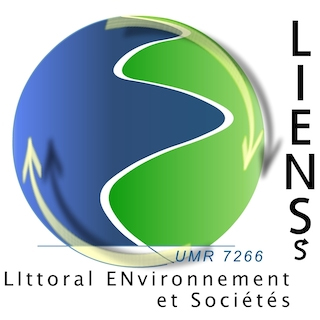 LIENSs
UMR 7266
LIttoral ENvironnement
et Sociétés